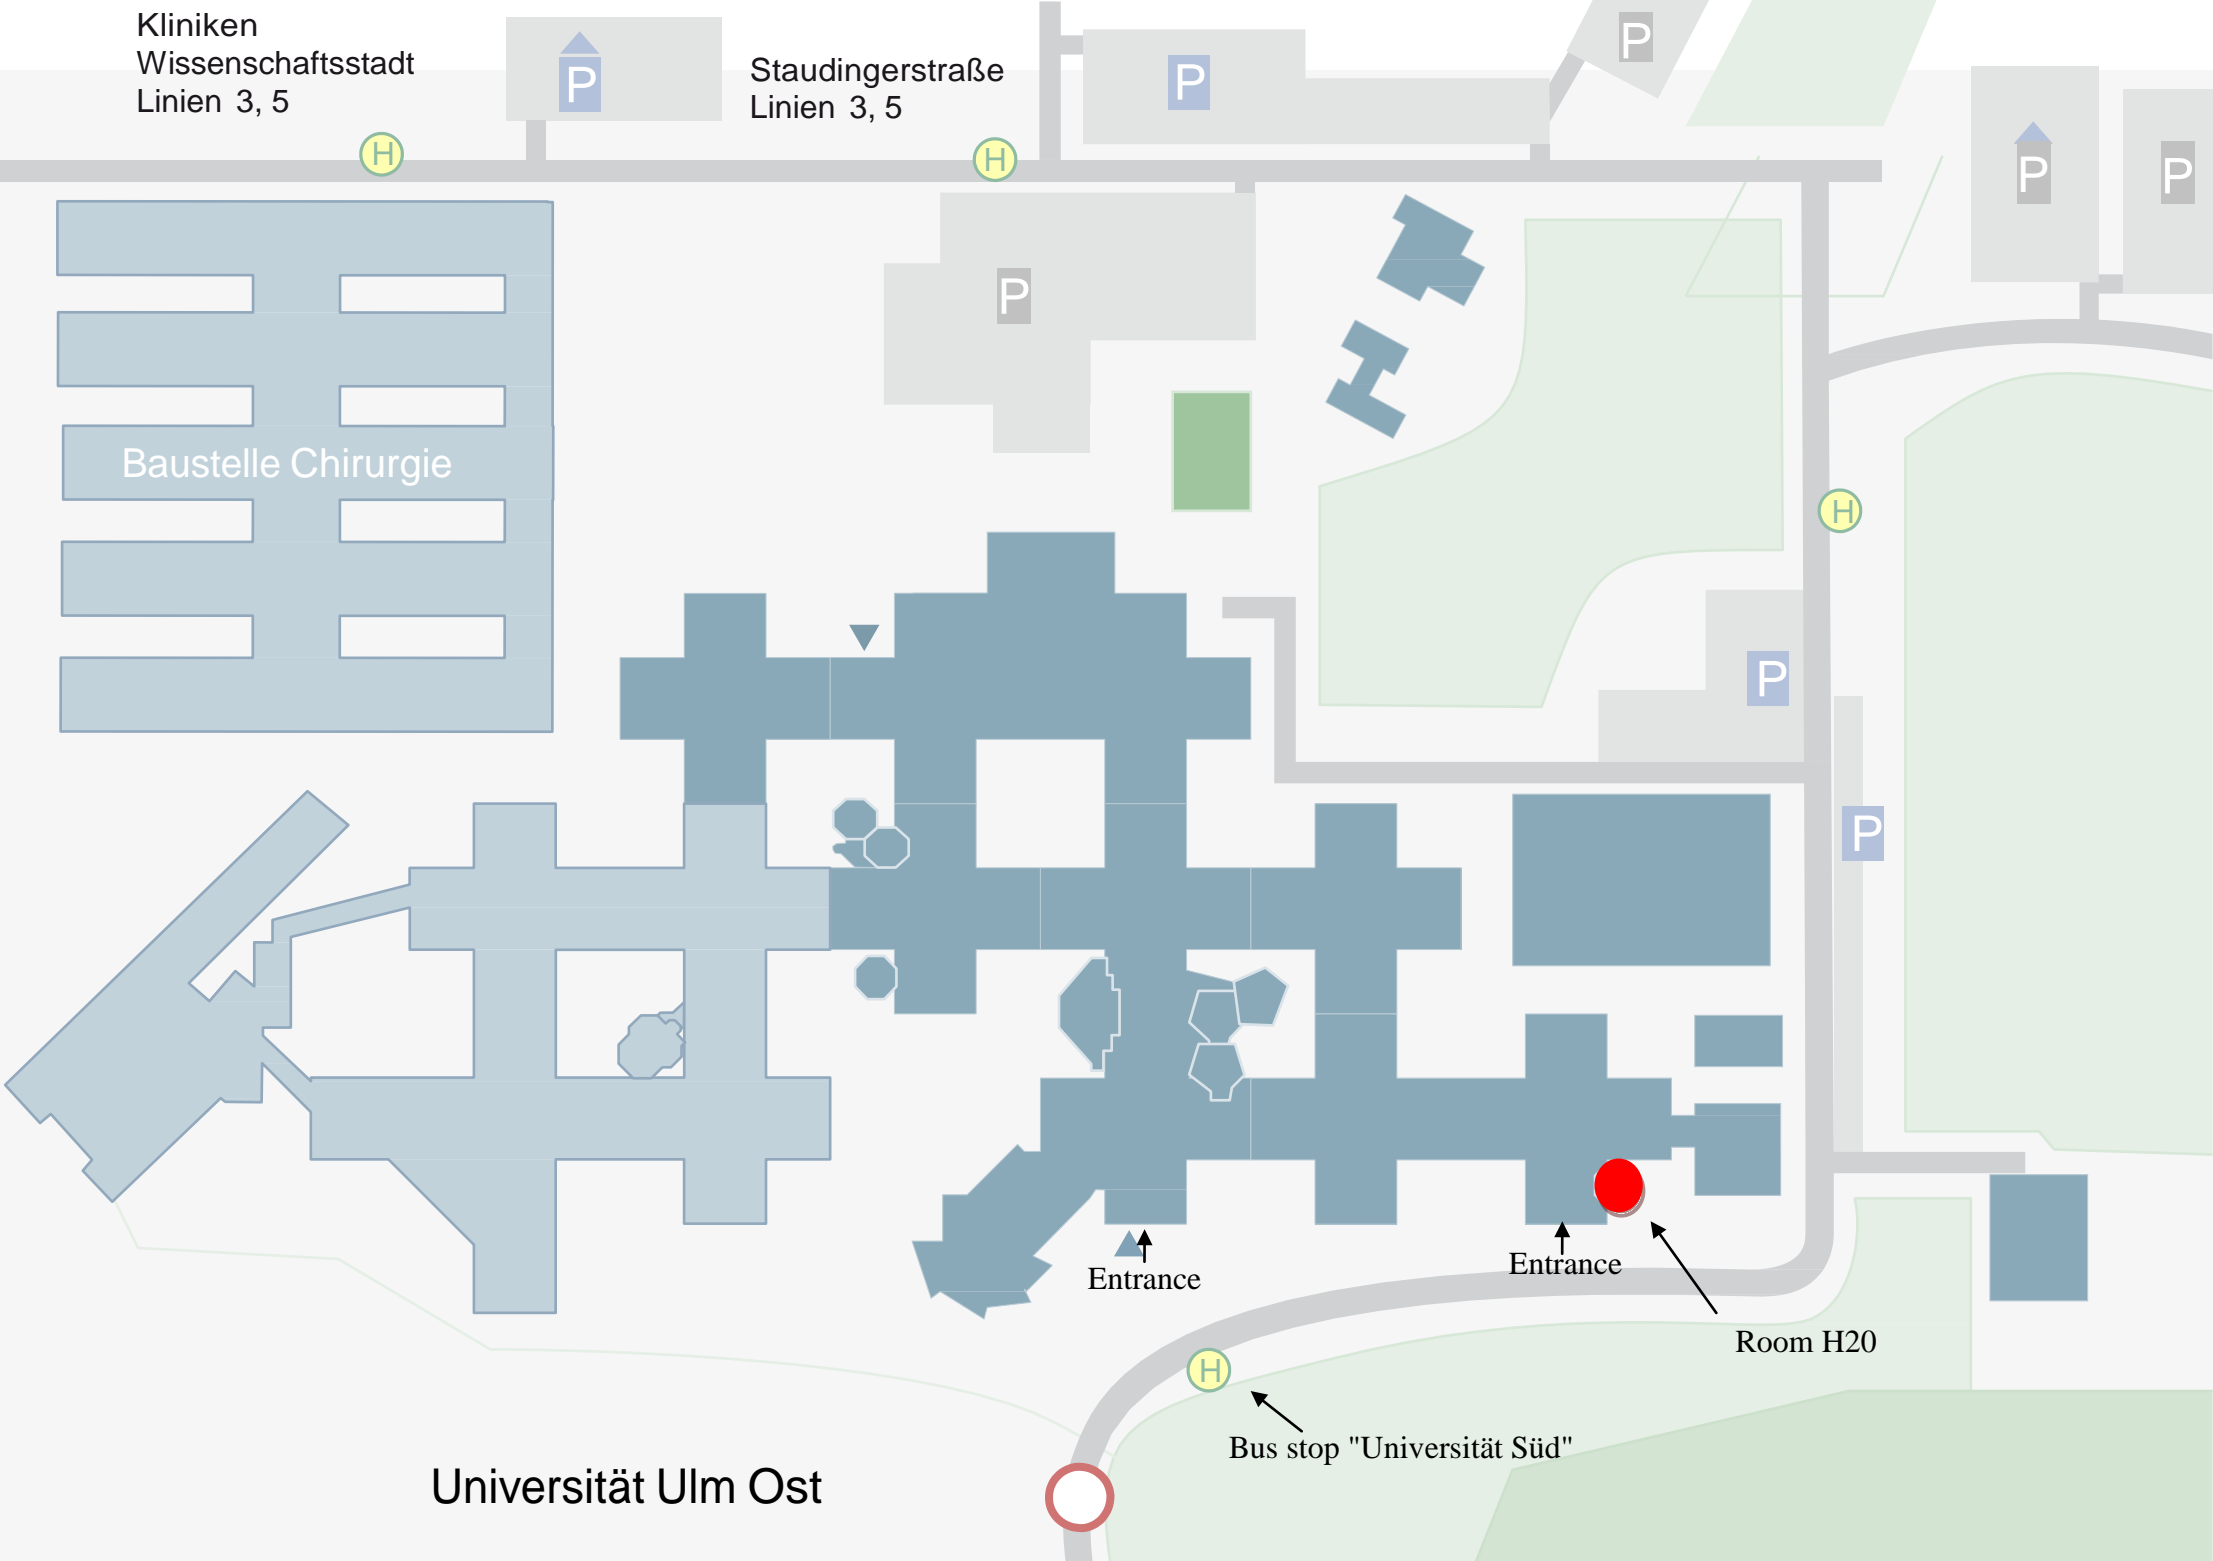 Kliniken
Wissenschaftsstadt
Linien 3, 5
P
Staudingerstraße
Linien 3, 5
P
P
H
H
P
P
P
Baustelle Chirurgie
H
P
P
Entrance
Entrance
Room H20
H
Bus stop "Universität Süd"
Universität Ulm Ost